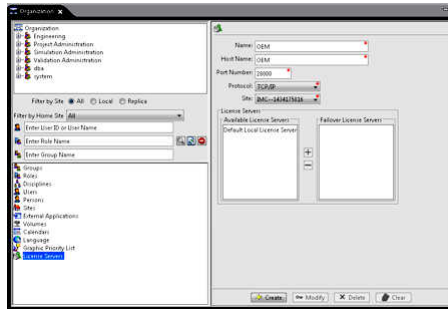 Organization
Organization
Engineering
Project Administration
Simulation Administration
Validation Administration
dba
system
Filter by Site All Local Replica
Filter by Home Site All
Enter User ID or User Name
Enter Role Name
Enter Group Name
Groups
Roles
Disciplines
Users
Persons
Sites
External Applications
Volumes
Calendars
Language
Graphic Priority List
License Servers
Name: OEM
Host Name: OEM
Port Number: 28000
Protocol: TCP/IP
Site:
License Servers
Available License Servers
Default Local License Server
Failover License Servers
Create Modify Delete Clear